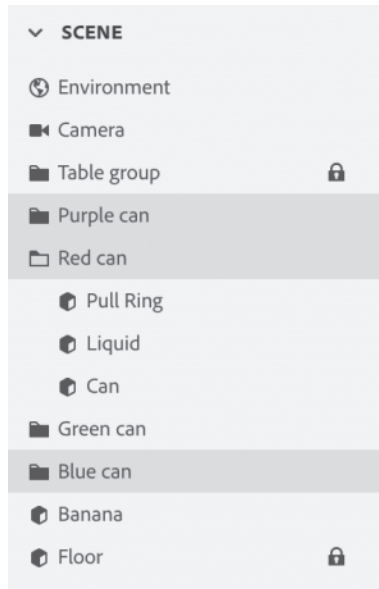 SCENE
Environment
Camera
Table group
Purple can
Red can
Pull Ring
Liquid
Can
Green can
Blue can
Banana
Floor